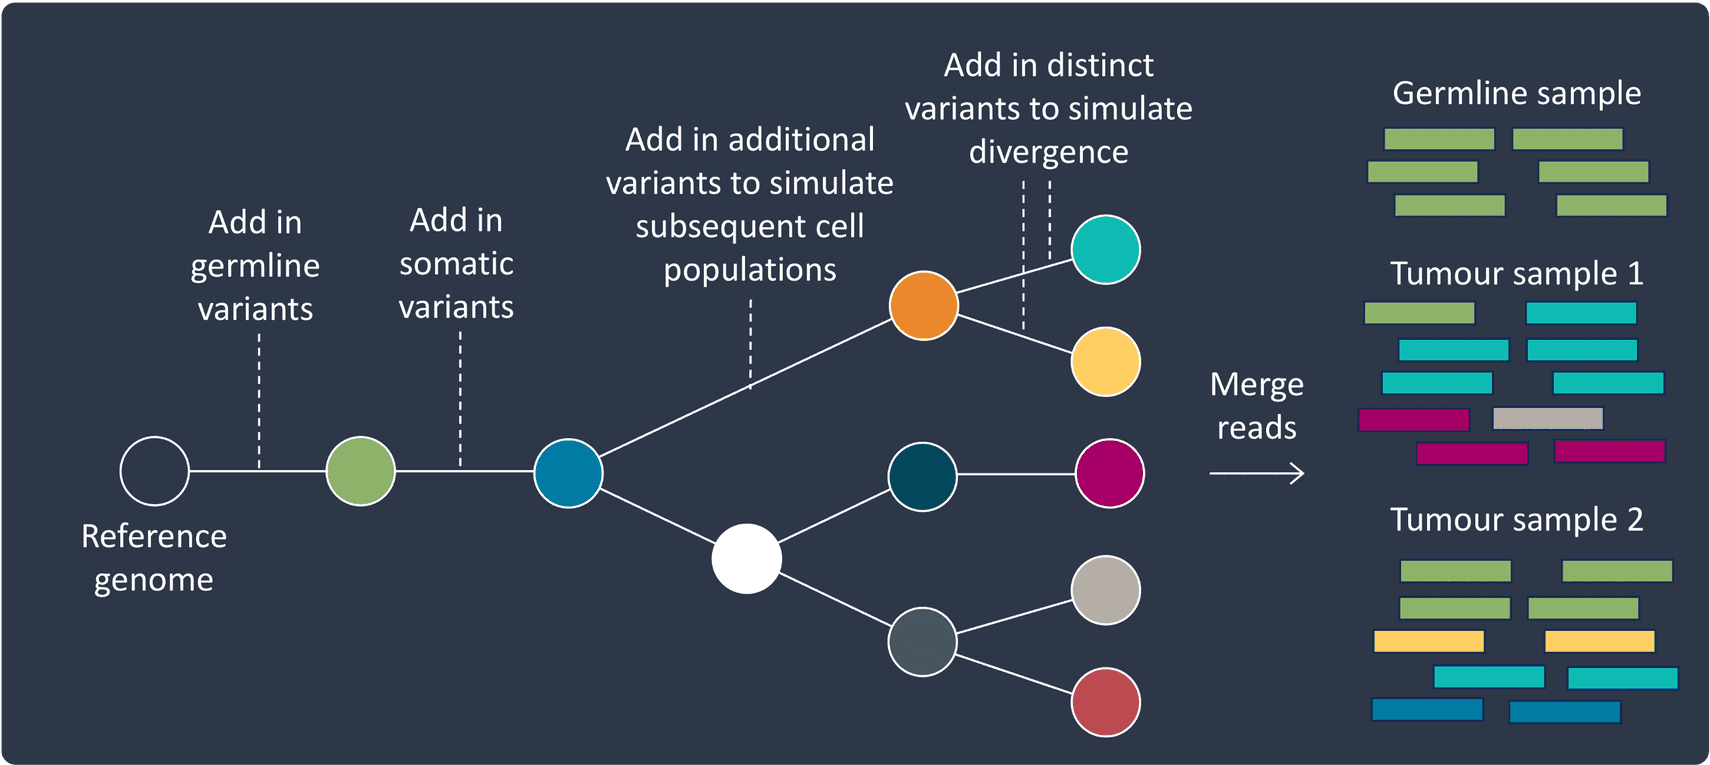 Add in
germline
variants
Add in
somatic
variants
Add in additional
variants to simulate
subsequent cell
populations
Add in distinct
variants to simulate
divergence
Reference
genome
Merge
reads
Germline sample
Tumour sample 1
Tumour sample 2